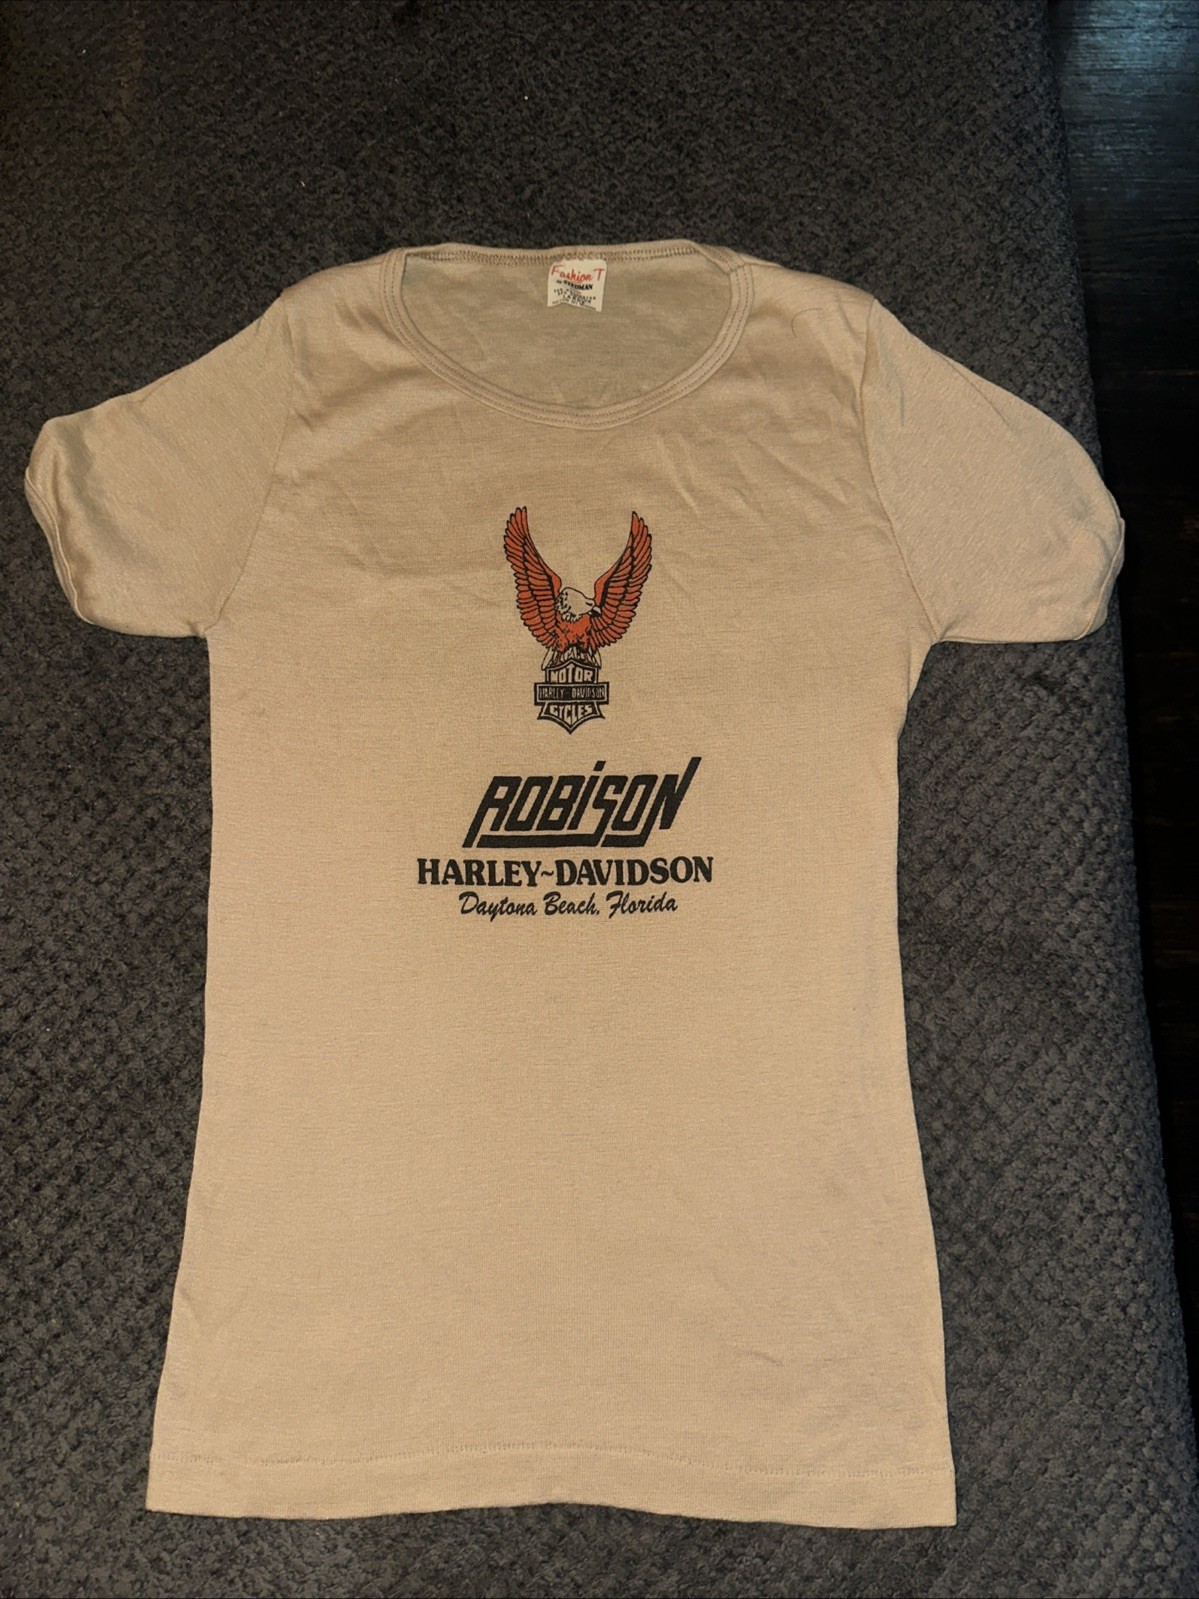 Fashion T
MOTOR
HARLEY-DAVIDSON
CYCLES
ROBiSON
HARLEY~DAVIDSON
Daytona Beach, Florida